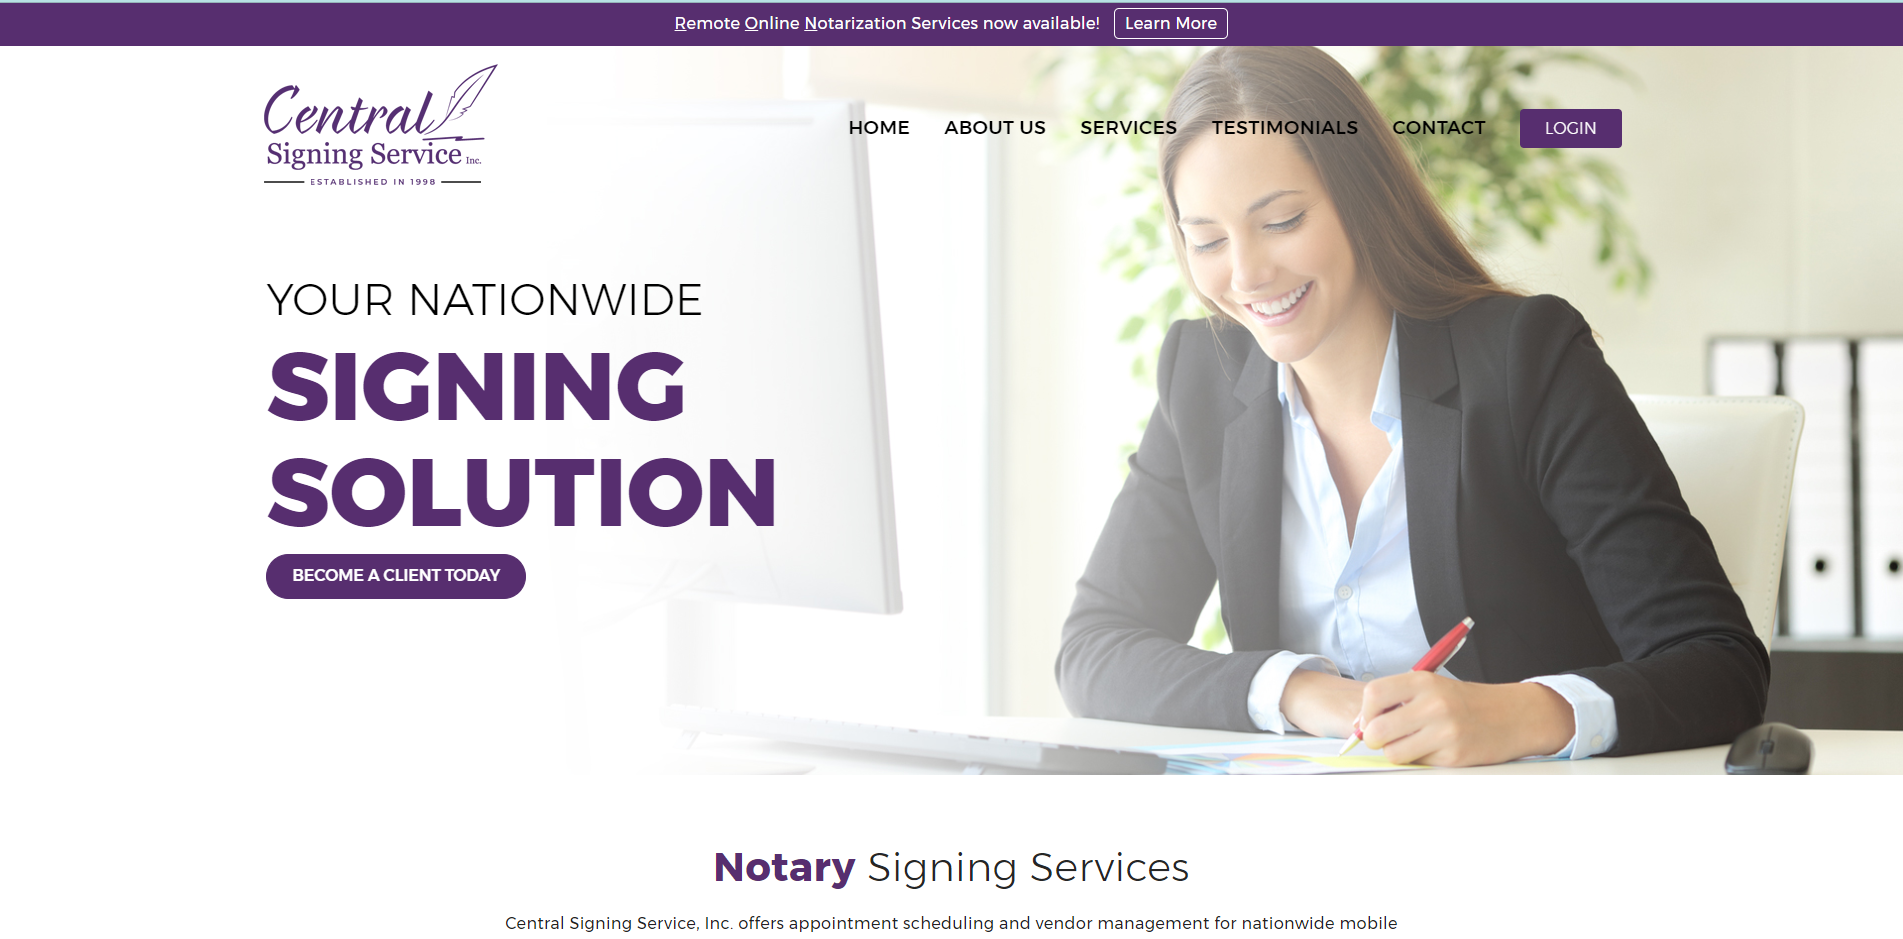 Remote Online Notarization Services now available! Learn More
Central
Signing Service Inc.
ESTABLISHED IN 1998
HOME ABOUT US SERVICES TESTIMONIALS CONTACT LOGIN
YOUR NATIONWIDE
SIGNING
SOLUTION
BECOME A CLIENT TODAY
Notary Signing Services
Central Signing Service, Inc. offers appointment scheduling and vendor management for nationwide mobile